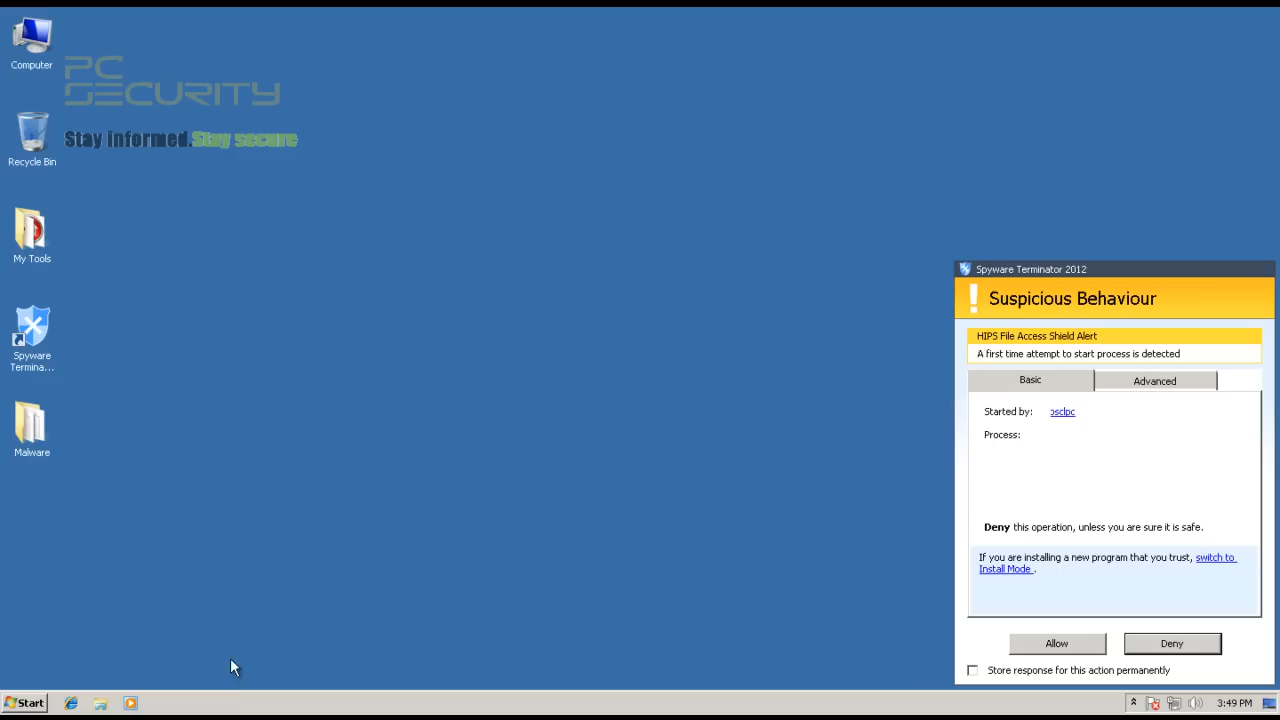 Computer
PC
SECURITY
Stay informed.Stay secure
Recycle Bin
My Tools
Spyware
Termina...
Malware
Spyware Terminator 2012
! Suspicious Behaviour
HIPS File Access Shield Alert
A first time attempt to start process is detected
Basic
Advanced
Started by: psclpc
Process:
Deny this operation, unless you are sure it is safe.
If you are installing a new program that you trust, switch to
Install Mode .
Allow
Deny
Store response for this action permanently
Start
3:49 PM